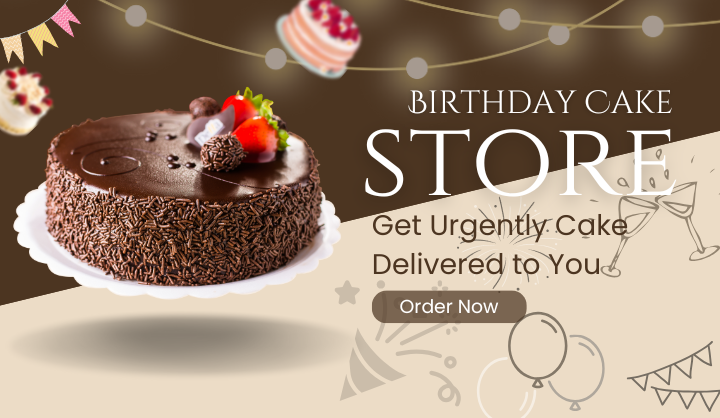 BIRTHDAY CAKE
STORE
Get Urgently Cake
Delivered to You
Order Now